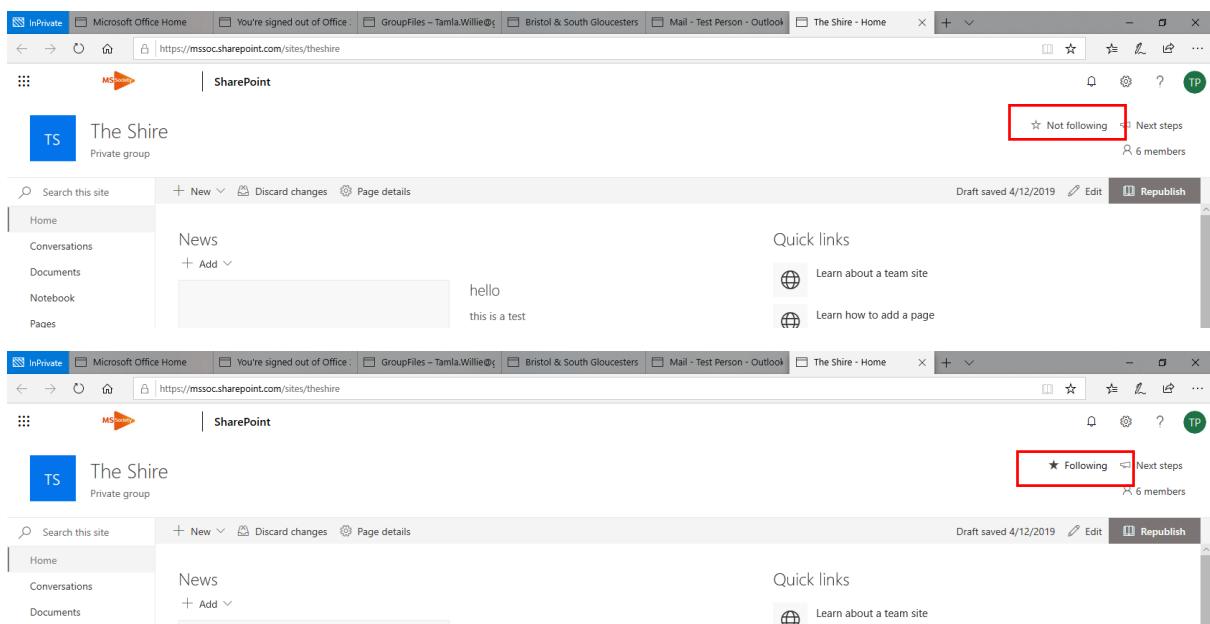 InPrivate Microsoft Office Home You're signed out of Office GroupFiles – Tamla.Willie@g Bristol & South Gloucesters Mail - Test Person - Outlook The Shire - Home
https://mssoc.sharepoint.com/sites/theshire
MS Society SharePoint ? TP
TS The Shire Not following Next steps
Private group 6 members
Search this site New Discard changes Page details Draft saved 4/12/2019 Edit Republish
Home
Conversations News Quick links
Documents Add Learn about a team site
Notebook hello
Pages this is a test Learn how to add a page
InPrivate Microsoft Office Home You're signed out of Office GroupFiles – Tamla.Willie@g Bristol & South Gloucesters Mail - Test Person - Outlook The Shire - Home
https://mssoc.sharepoint.com/sites/theshire
MS Society SharePoint ? TP
TS The Shire Following Next steps
Private group 6 members
Search this site New Discard changes Page details Draft saved 4/12/2019 Edit Republish
Home
Conversations News Quick links
Documents Add Learn about a team site